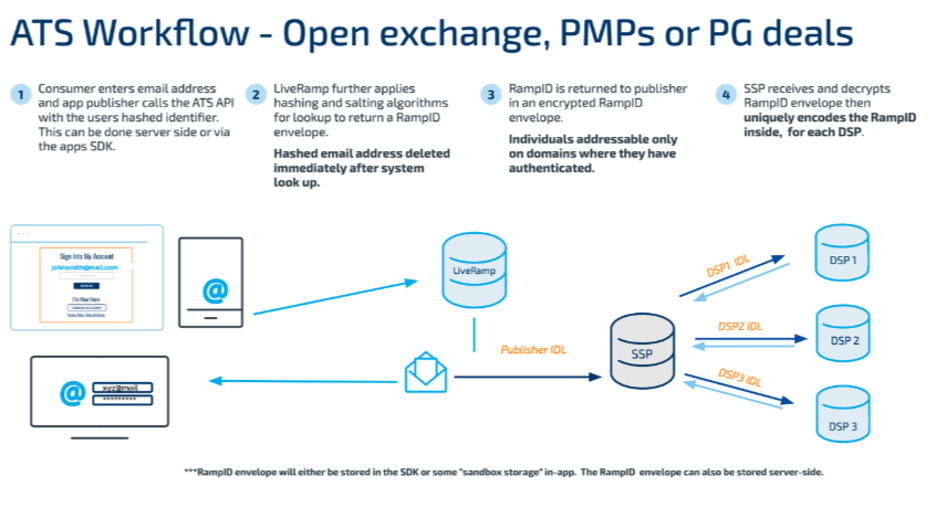 ATS Workflow - Open exchange, PMPs or PG deals
1
Consumer enters email address
and app publisher calls the ATS API
with the users hashed identifier.
This can be done server side or via
the apps SDK.
2
LiveRamp further applies
hashing and salting algorithms
for lookup to return a RampID
envelope.
Hashed email address deleted
immediately after system
look up.
3
RampID is returned to publisher
in an encrypted RampID
envelope.
Individuals addressable only
on domains where they have
authenticated.
4
SSP receives and decrypts
RampID envelope then
uniquely encodes the RampID
inside, for each DSP.
Sign Into My Account
johnsmith@mail.com
SIGN IN
I'm New Here
@
LiveRamp
DSP1 IDL
DSP 1
DSP2 IDL
DSP 2
Publisher IDL
SSP
DSP3 IDL
DSP 3
@
xyz@mail
*********
***RampID envelope will either be stored in the SDK or some "sandbox storage" in-app. The RampID envelope can also be stored server-side.